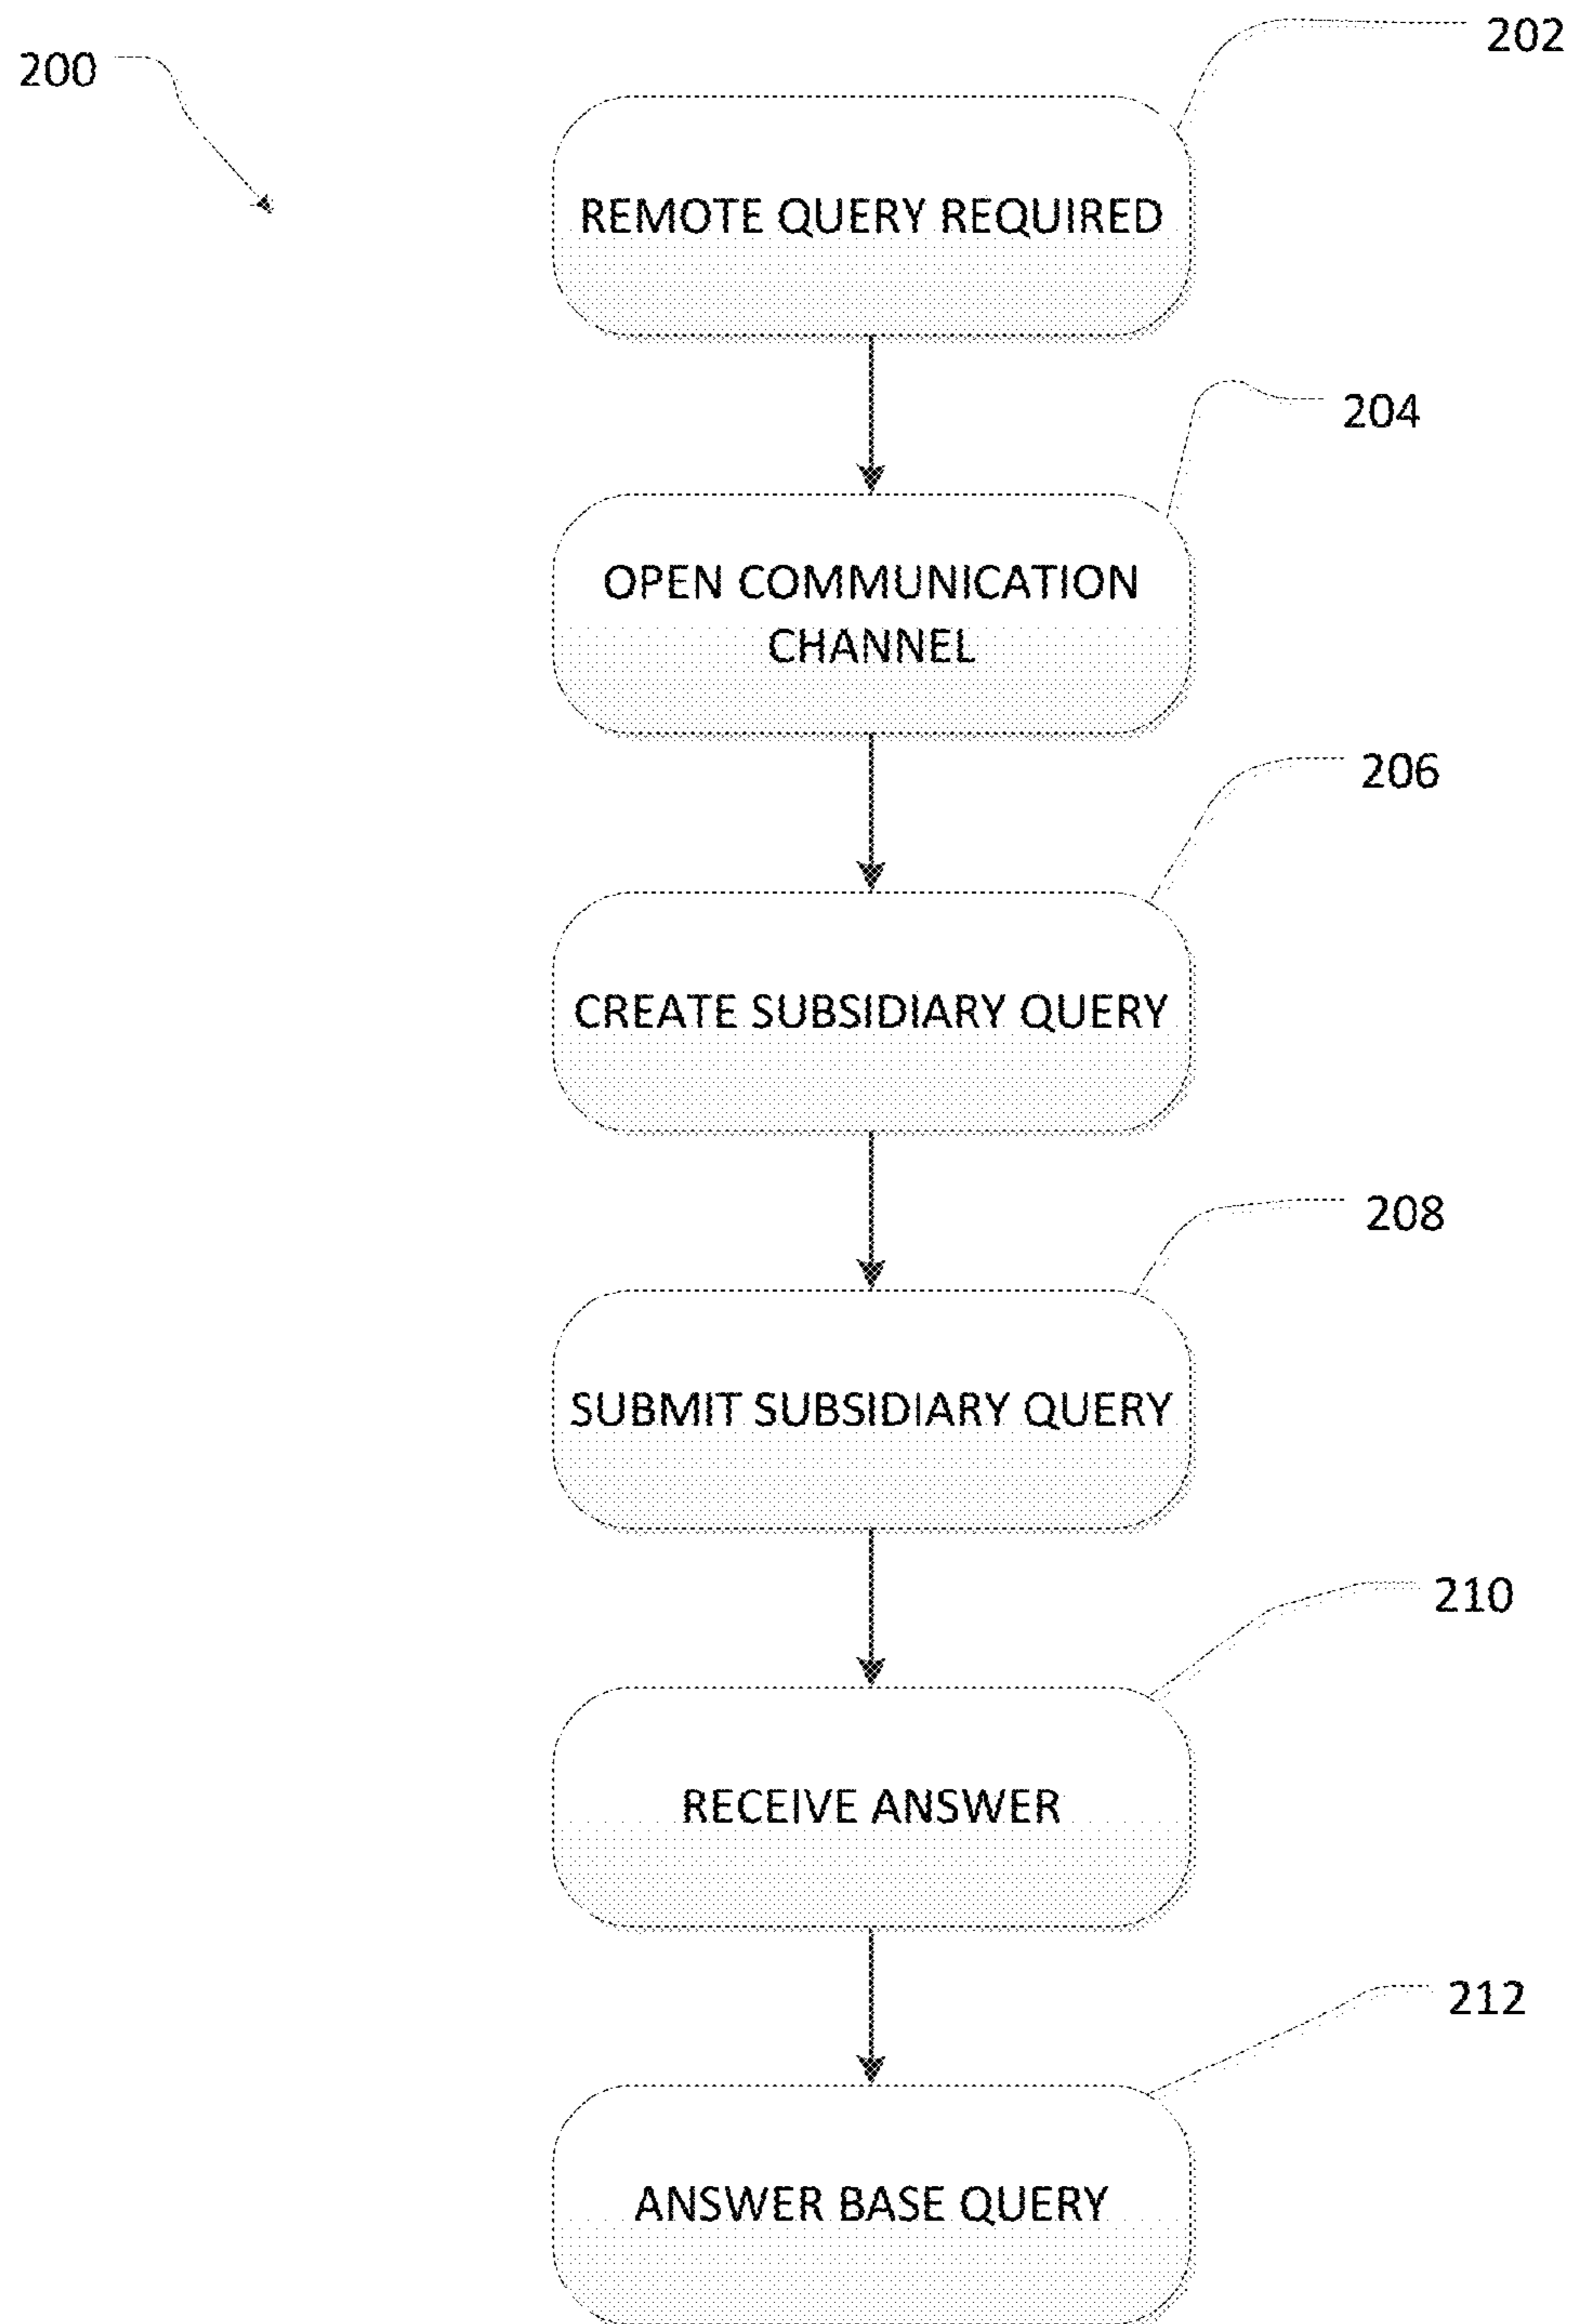 202
200
REMOTE QUERY REQUIRED
204
OPEN COMMUNICATION
CHANNEL
206
CREATE SUBSIDIARY QUERY
208
SUBMIT SUBSIDIARY QUERY
210
RECEIVE ANSWER
212
ANSWER BASE QUERY